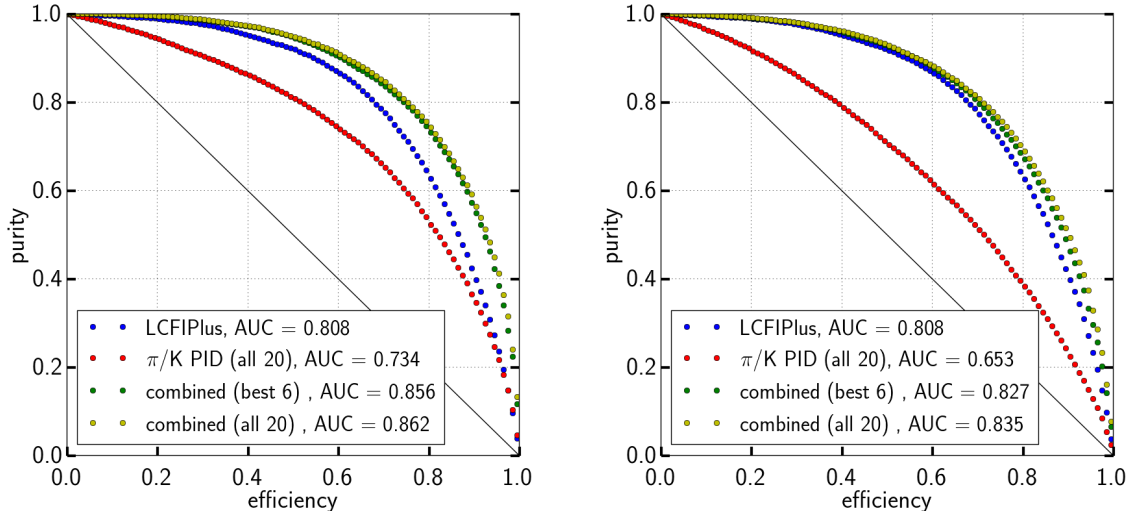 1.0
0.8
0.6
0.4
0.2
0.0
purity
LCFIPlus, AUC = 0.808
π/K PID (all 20), AUC = 0.734
combined (best 6) , AUC = 0.856
combined (all 20) , AUC = 0.862
0.0 0.2 0.4 0.6 0.8 1.0
efficiency
1.0
0.8
0.6
0.4
0.2
0.0
purity
LCFIPlus, AUC = 0.808
π/K PID (all 20), AUC = 0.653
combined (best 6) , AUC = 0.827
combined (all 20) , AUC = 0.835
0.0 0.2 0.4 0.6 0.8 1.0
efficiency